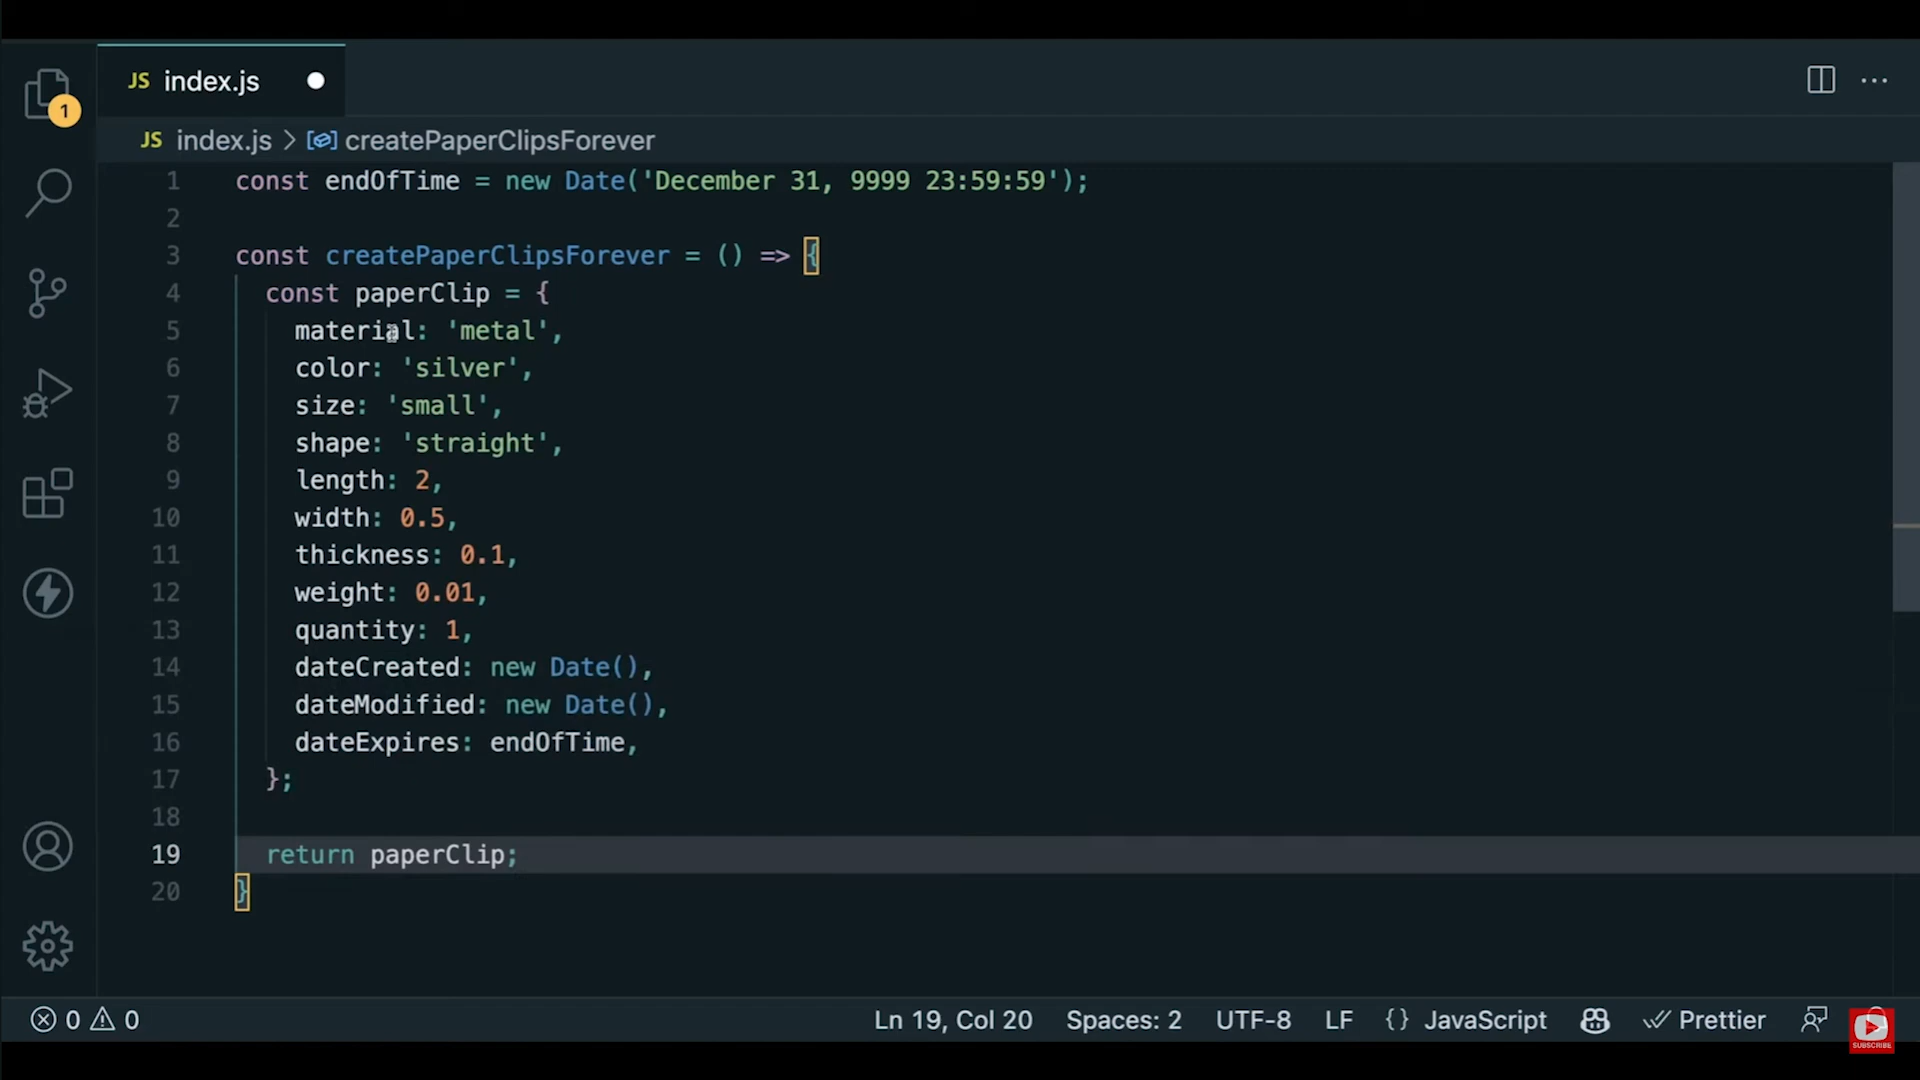 JS index.js
1
JS index.js > createPaperClipsForever
1 const endOfTime = new Date('December 31, 9999 23:59:59');
2
3 const createPaperClipsForever = () => {
4 const paperClip = {
5 material: 'metal',
6 color: 'silver',
7 size: 'small',
8 shape: 'straight',
9 length: 2,
10 width: 0.5,
11 thickness: 0.1,
12 weight: 0.01,
13 quantity: 1,
14 dateCreated: new Date(),
15 dateModified: new Date(),
16 dateExpires: endOfTime,
17 };
18
19 return paperClip;
20 }
0 0 Ln 19, Col 20 Spaces: 2 UTF-8 LF {} JavaScript Prettier
SUBSCRIBE